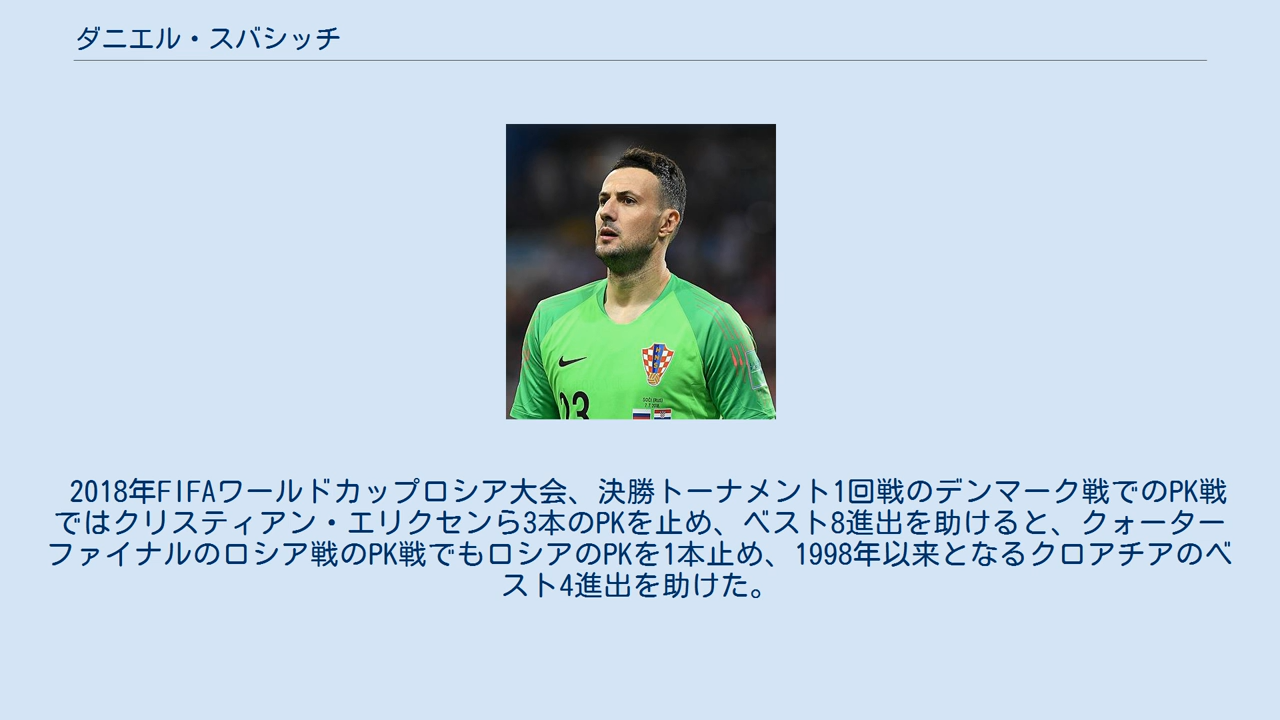 ダニエル・スバシッチ
23
2018年FIFAワールドカップロシア大会、決勝トーナメント1回戦のデンマーク戦でのPK戦
ではクリスティアン・エリクセンら3本のPKを止め、ベスト8進出を助けると、クォーター
ファイナルのロシア戦のPK戦でもロシアのPKを1本止め、1998年以来となるクロアチアのベ
スト4進出を助けた。